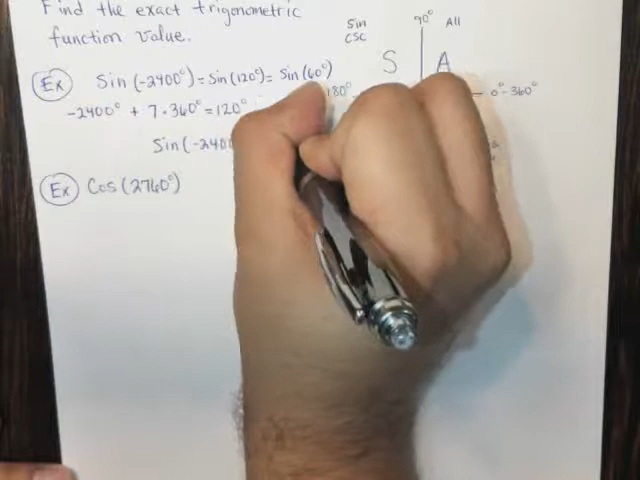 Find the exact trigonometric
function value.
Sin
CSC
90° All
S A
Ex Sin(-2400°) = Sin(120°) = Sin(60°)
180° 0°-360°
-2400° + 7·360° = 120°
Sin(-240
Ex Cos(2760°)